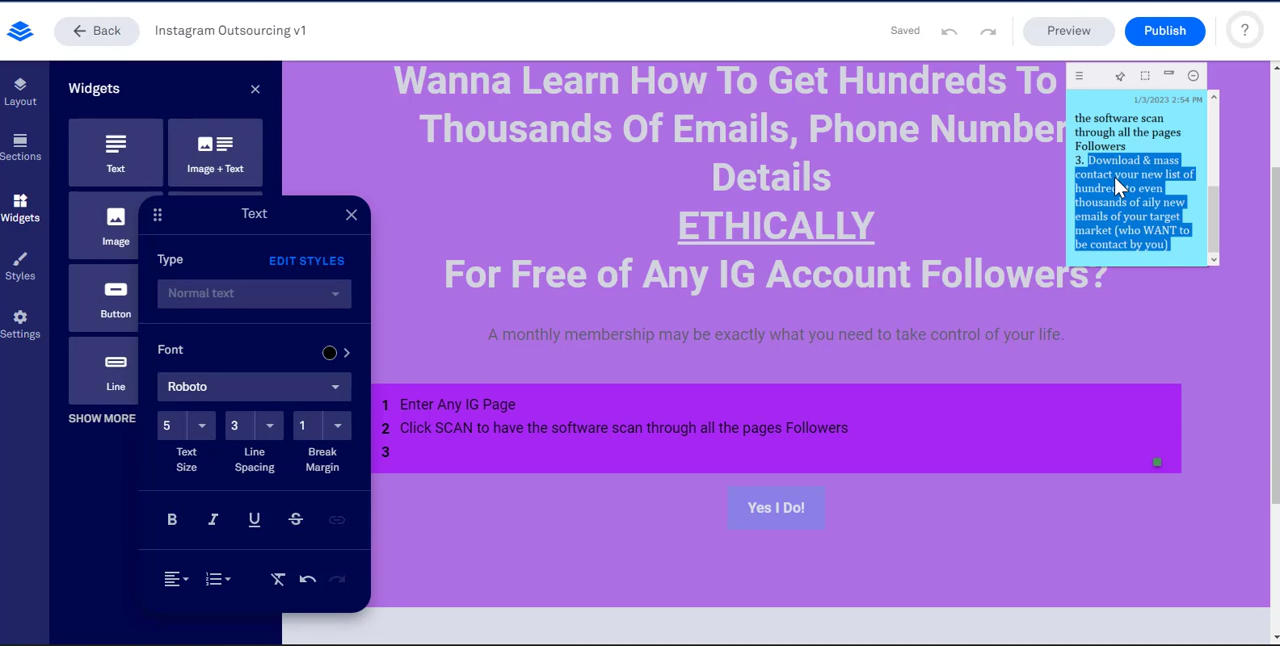 Back
Instagram Outsourcing v1
Saved
Preview
Publish
?
Layout
Sections
Widgets
Styles
Settings
Widgets
Text
Image + Text
Image
Button
Line
SHOW MORE
Text
Type
EDIT STYLES
Normal text
Font
Roboto
5
3
1
Text Size
Line Spacing
Break Margin
B
I
U
S
Wanna Learn How To Get Hundreds To
Thousands Of Emails, Phone Number
Details
ETHICALLY
For Free of Any IG Account Followers?
A monthly membership may be exactly what you need to take control of your life.
1 Enter Any IG Page
2 Click SCAN to have the software scan through all the pages Followers
3
Yes I Do!
1/3/2023 2:54 PM
the software scan
through all the pages
Followers
3. Download & mass
contact your new list of
hundred to even
thousands of aily new
emails of your target
market (who WANT to
be contact by you)